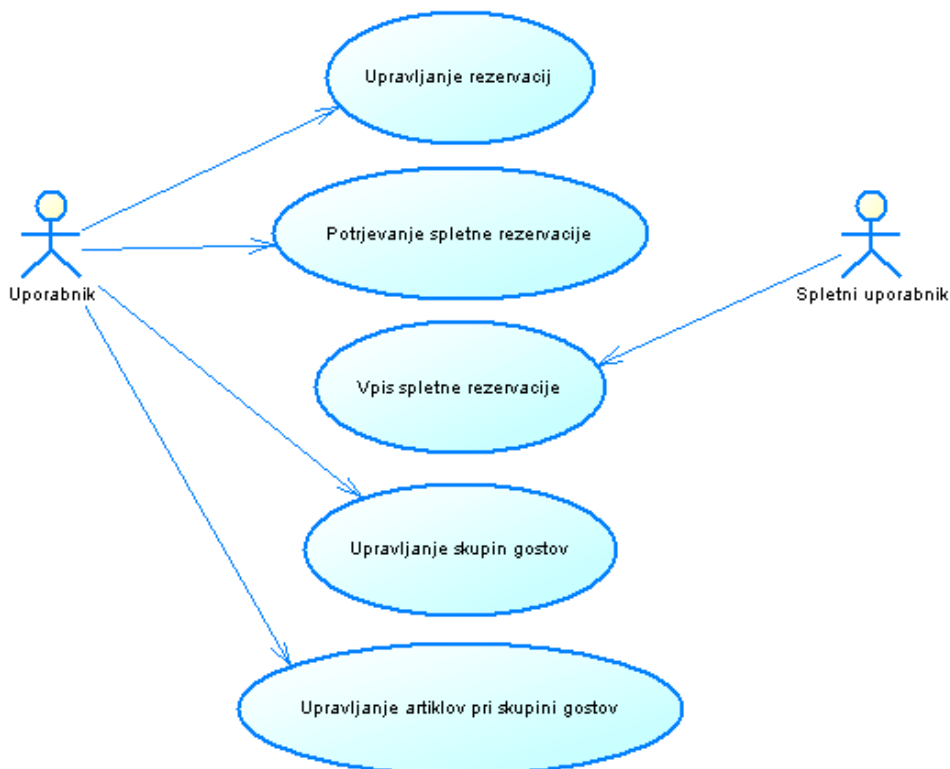 Upravljanje rezervacij
Potrjevanje spletne rezervacije
Uporabnik
Spletni uporabnik
Vpis spletne rezervacije
Upravljanje skupin gostov
Upravljanje artiklov pri skupini gostov